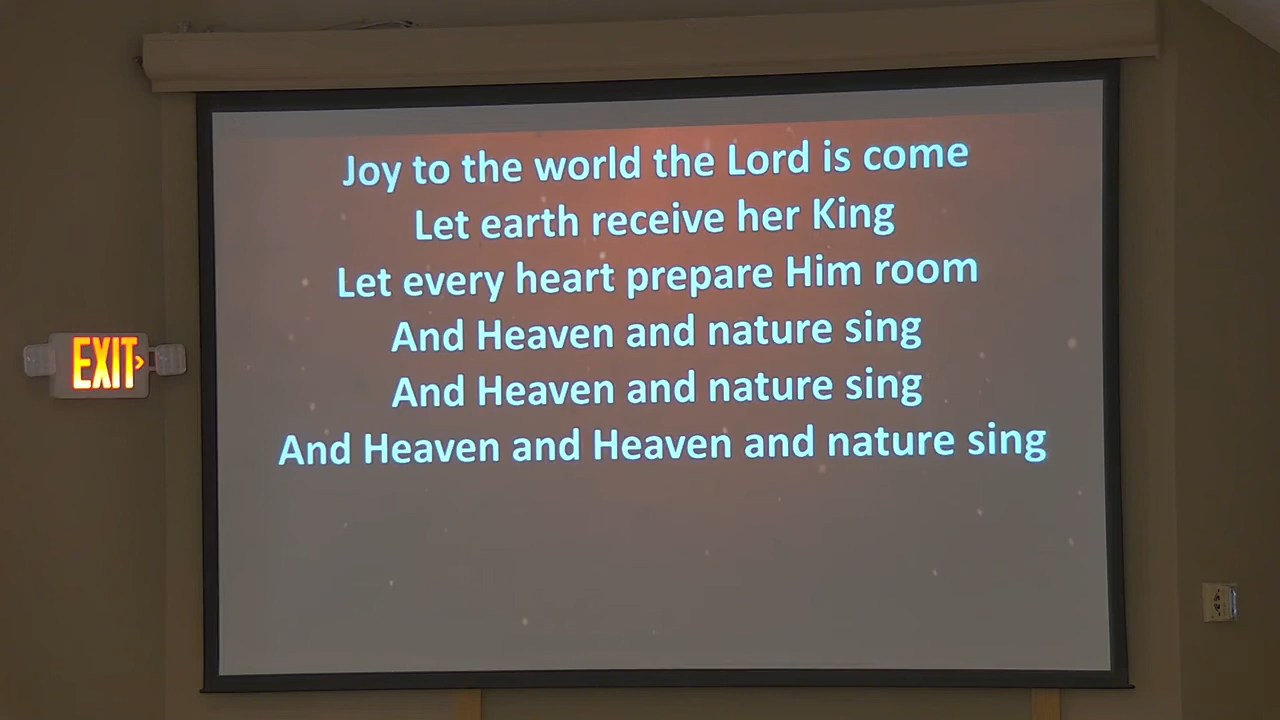 Joy to the world the Lord is come
Let earth receive her King
Let every heart prepare Him room
And Heaven and nature sing
And Heaven and nature sing
And Heaven and Heaven and nature sing
EXIT